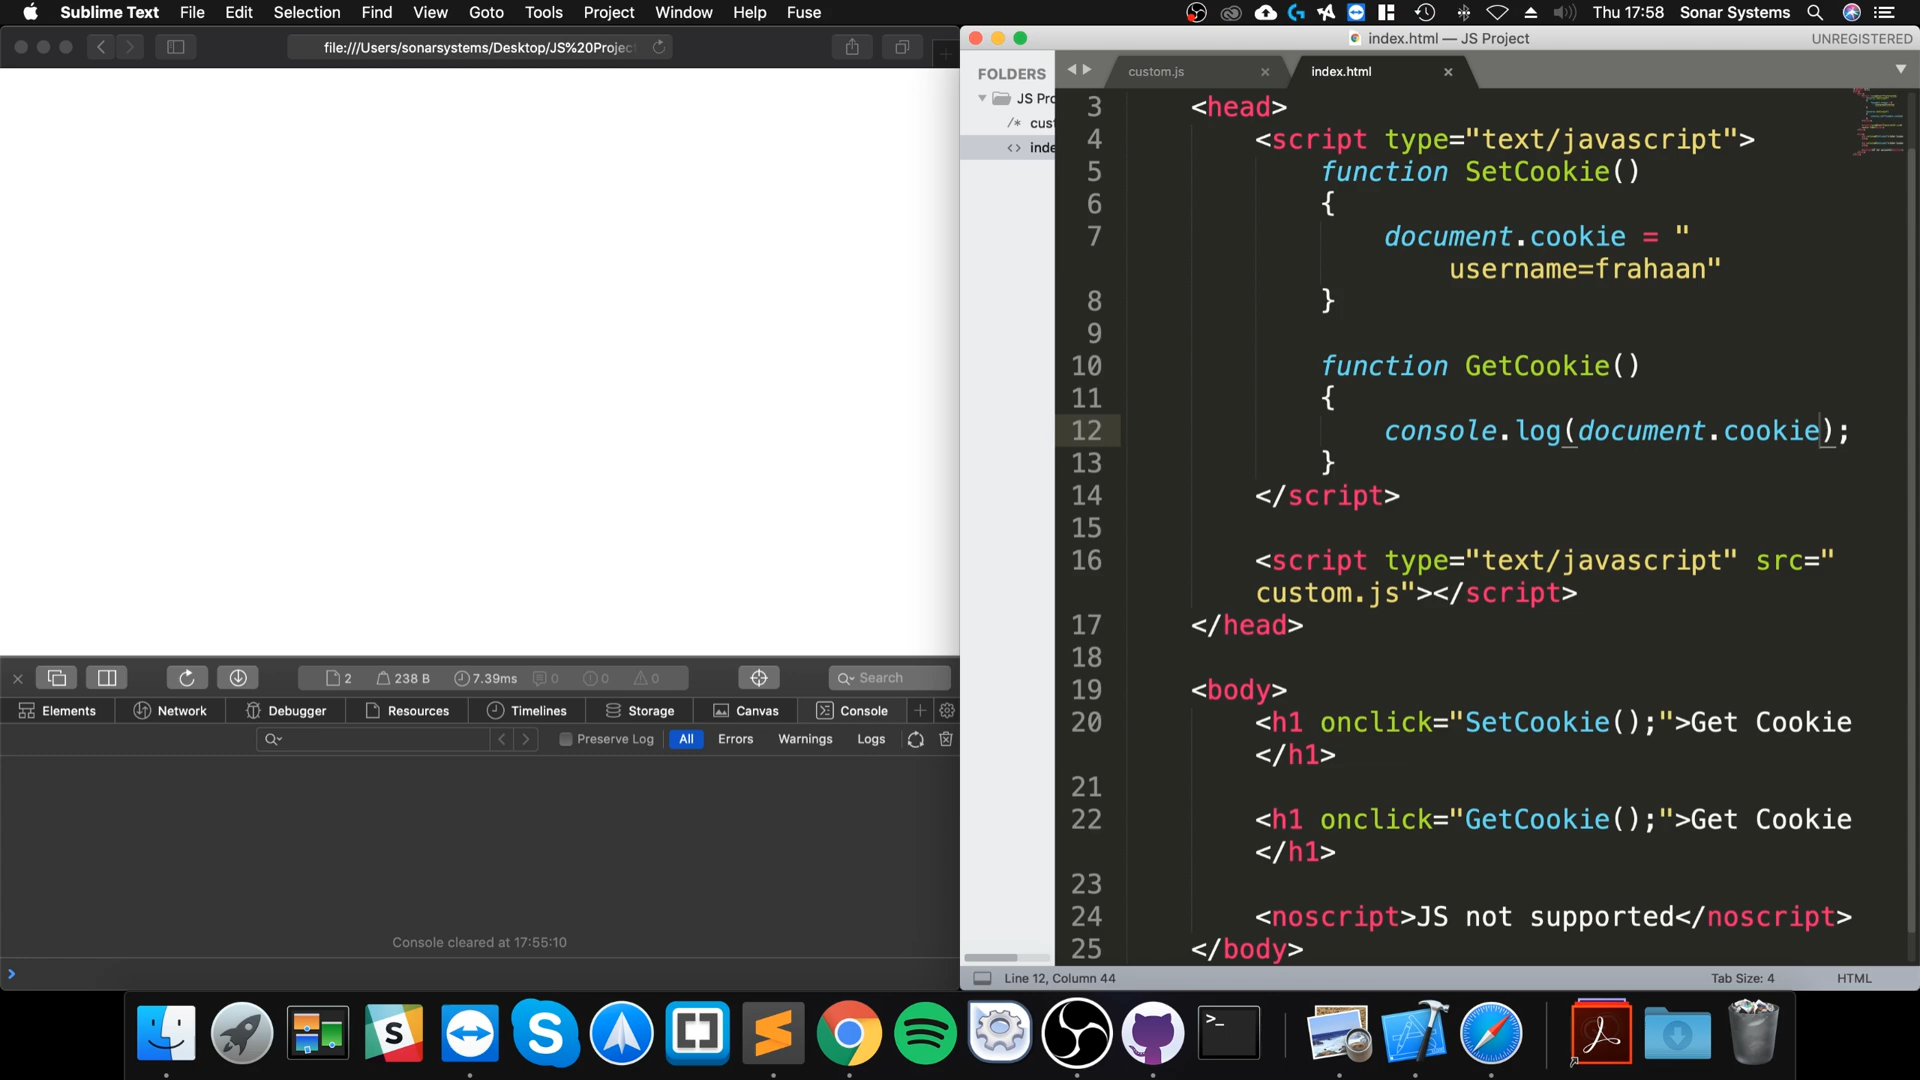 Sublime Text File Edit Selection Find View Goto Tools Project Window Help Fuse Thu 17:58 Sonar Systems
file:///Users/sonarsystems/Desktop/JS%20Projec
index.html — JS Project UNREGISTERED
FOLDERS
JS Pro
/* cust
<> inde
custom.js × index.html ×
3 <head>
4 <script type="text/javascript">
5 function SetCookie()
6 {
7 document.cookie = "
username=frahaan"
8 }
9
10 function GetCookie()
11 {
12 console.log(document.cookie);
13 }
14 </script>
15
16 <script type="text/javascript" src="
custom.js"></script>
17 </head>
18
19 <body>
20 <h1 onclick="SetCookie();">Get Cookie
</h1>
21
22 <h1 onclick="GetCookie();">Get Cookie
</h1>
23
24 <noscript>JS not supported</noscript>
25 </body>
Line 12, Column 44 Tab Size: 4 HTML
2 238 B 7.39ms 0 0 0 Search
Elements Network Debugger Resources Timelines Storage Canvas Console
Preserve Log All Errors Warnings Logs
Console cleared at 17:55:10